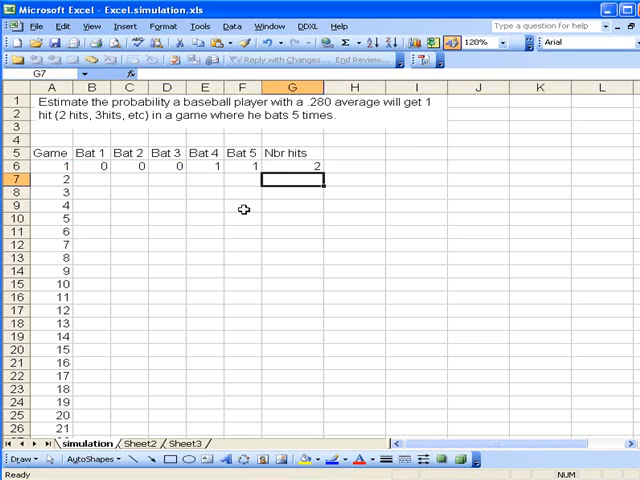 Microsoft Excel - Excel.simulation.xls
File Edit View Insert Format Tools Data Window DDXL Help
Type a question for help
120% Arial
Reply with Changes... End Review...
G7
A B C D E F G H I J K L
1 Estimate the probability a baseball player with a .280 average will get 1
2 hit (2 hits, 3hits, etc) in a game where he bats 5 times.
3
4
5 Game Bat 1 Bat 2 Bat 3 Bat 4 Bat 5 Nbr hits
6 1 0 0 0 1 1 2
7 2
8 3
9 4
10 5
11 6
12 7
13 8
14 9
15 10
16 11
17 12
18 13
19 14
20 15
21 16
22 17
23 18
24 19
25 20
26 21
simulation Sheet2 Sheet3
Draw AutoShapes
Ready NUM